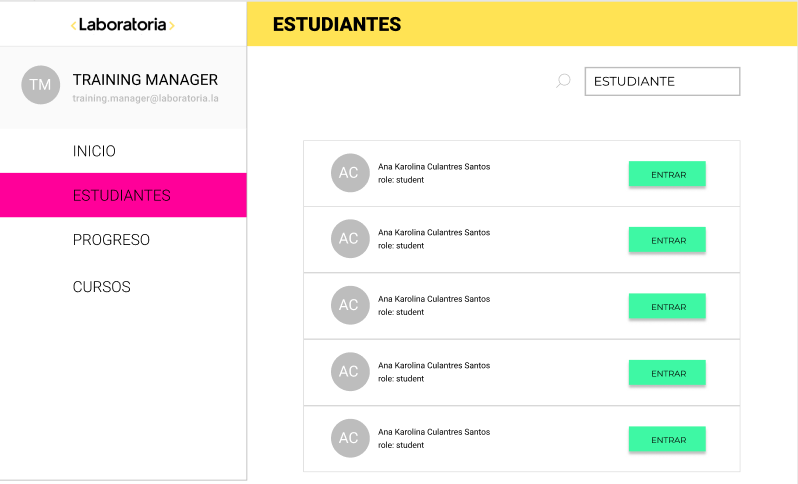 <Laboratoria>
ESTUDIANTES
TM
TRAINING MANAGER
training.manager@laboratoria.la
INICIO
ESTUDIANTES
PROGRESO
CURSOS
ESTUDIANTE
AC
Ana Karolina Culantres Santos
role: student
ENTRAR
AC
Ana Karolina Culantres Santos
role: student
ENTRAR
AC
Ana Karolina Culantres Santos
role: student
ENTRAR
AC
Ana Karolina Culantres Santos
role: student
ENTRAR
AC
Ana Karolina Culantres Santos
role: student
ENTRAR